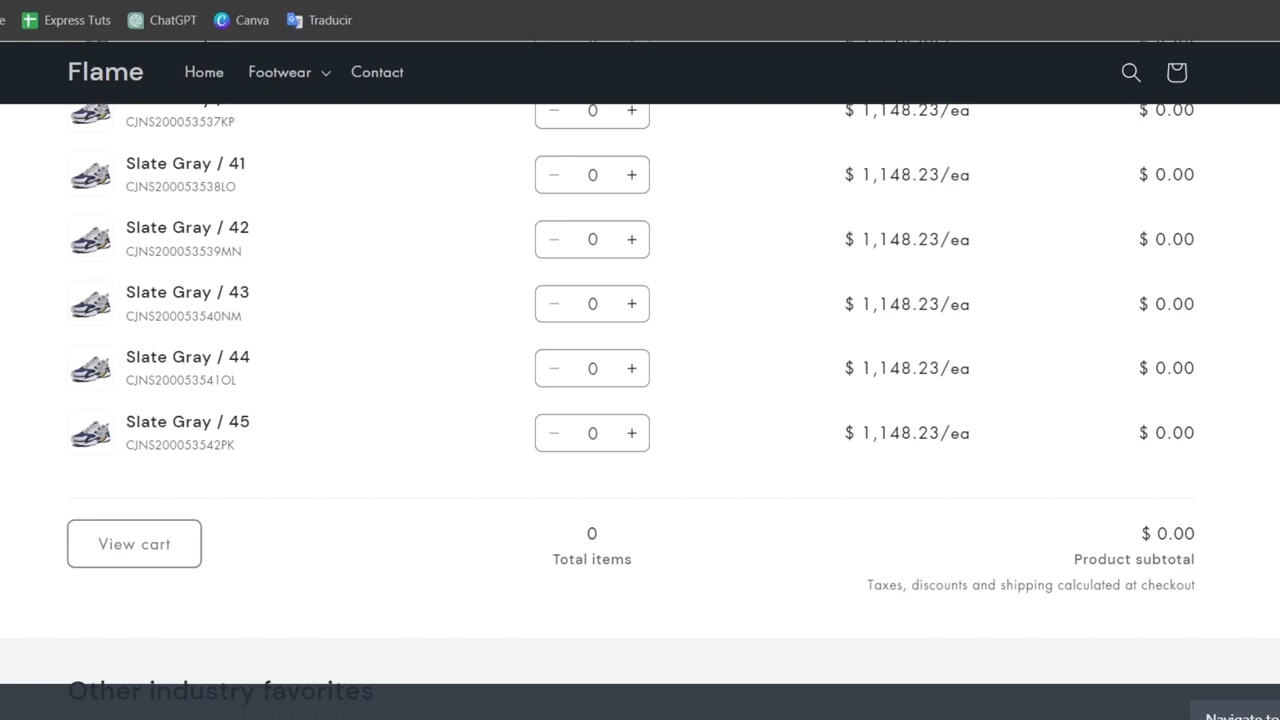 e Express Tuts ChatGPT Canva Traducir
Flame Home Footwear Contact
CJNS200053537KP 0 $ 1,148.23/ea $ 0.00
Slate Gray / 41
CJNS200053538LO
− 0 + $ 1,148.23/ea $ 0.00
Slate Gray / 42
CJNS200053539MN
− 0 + $ 1,148.23/ea $ 0.00
Slate Gray / 43
CJNS200053540NM
− 0 + $ 1,148.23/ea $ 0.00
Slate Gray / 44
CJNS200053541OL
− 0 + $ 1,148.23/ea $ 0.00
Slate Gray / 45
CJNS200053542PK
− 0 + $ 1,148.23/ea $ 0.00
View cart
0
Total items
$ 0.00
Product subtotal
Taxes, discounts and shipping calculated at checkout
Other industry favorites
Navigate to